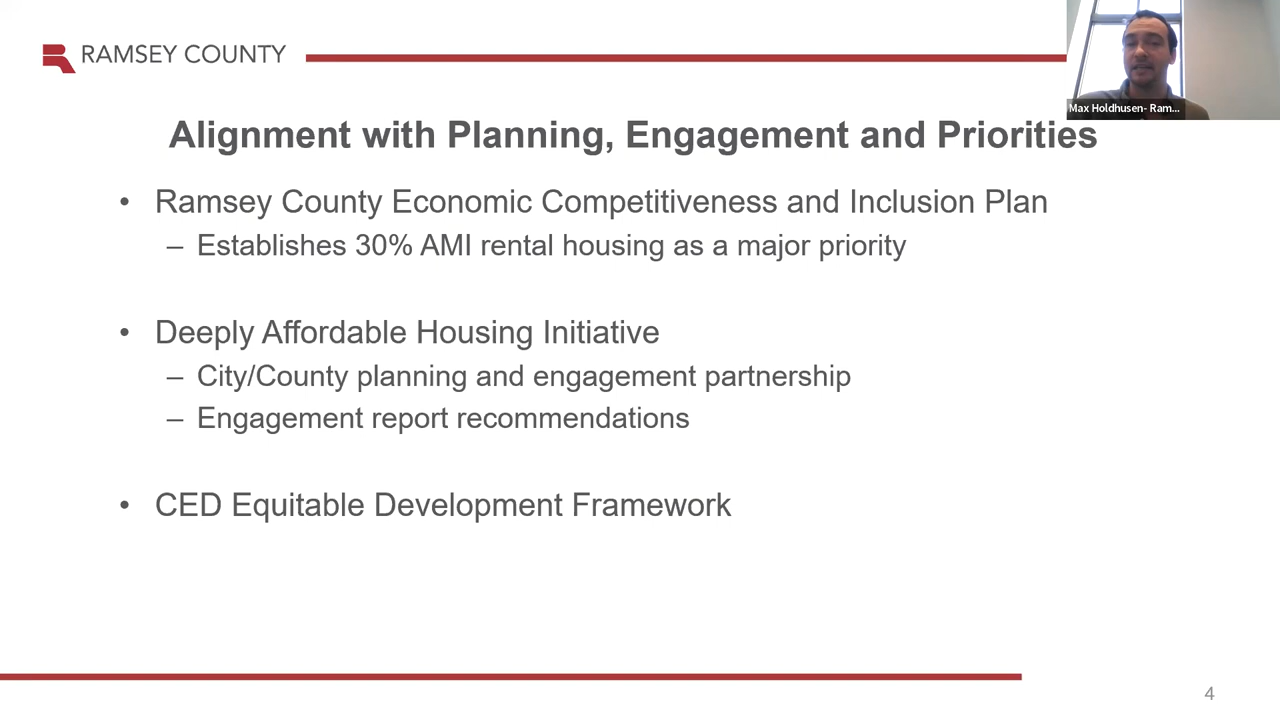 RAMSEY COUNTY
Max Holdhusen- Ram...
Alignment with Planning, Engagement and Priorities
• Ramsey County Economic Competitiveness and Inclusion Plan
– Establishes 30% AMI rental housing as a major priority
• Deeply Affordable Housing Initiative
– City/County planning and engagement partnership
– Engagement report recommendations
• CED Equitable Development Framework
4